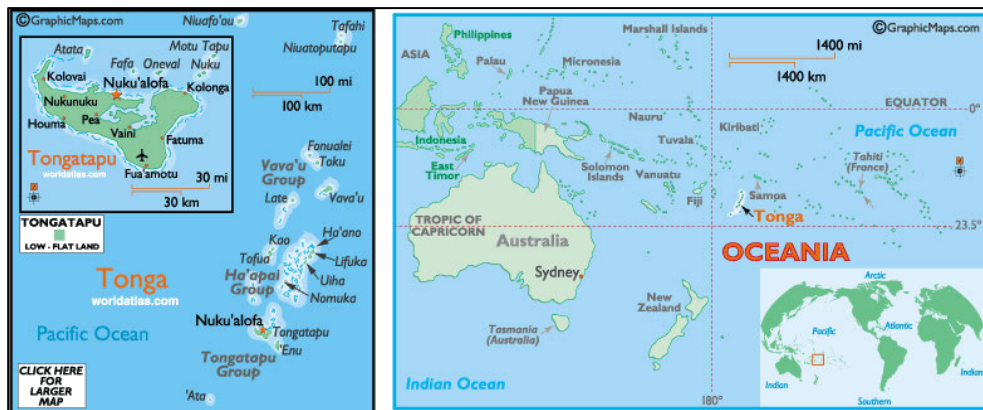 ©GraphicMaps.com
Niuafo'ou
Tafahi
Niuatoputapu
Atata
Fafa
Oneval
Motu Tapu
Nuku
Kolovai
Nuku'alofa
Kolonga
Nukunuku
Pea
Houma
Vaini
Fatuma
Fua'amotu
Tongatapu
worldatlas.com
30 mi
30 km
100 mi
100 km
TONGATAPU
LOW - FLAT LAND
Fonualei
Toku
Vava'u
Group
Late
Vava'u
Kao
Ha'ano
Tofua
Lifuka
Ha'apai
Group
Uiha
Nomuka
Tonga
worldatlas.com
Pacific Ocean
Nuku'alofa
Tongatapu
'Enu
Tongatapu
Group
'Ata
CLICK HERE
FOR
LARGER
MAP
©GraphicMaps.com
Philippines
Marshall Islands
1400 mi
1400 km
ASIA
Palau
Micronesia
Papua
New Guinea
EQUATOR
0°
Nauru
Kiribati
Pacific Ocean
Indonesia
Tuvala
East
Timor
Solomon
Islands
Vanuatu
Tahiti
(France)
Fiji
Samoa
TROPIC OF
CAPRICORN
Tonga
23.5°
Australia
OCEANIA
Sydney
New
Zealand
Tasmania
(Australia)
Indian Ocean
180°
Arctic
Pacific
Atlantic
Indian
Indian
Southern